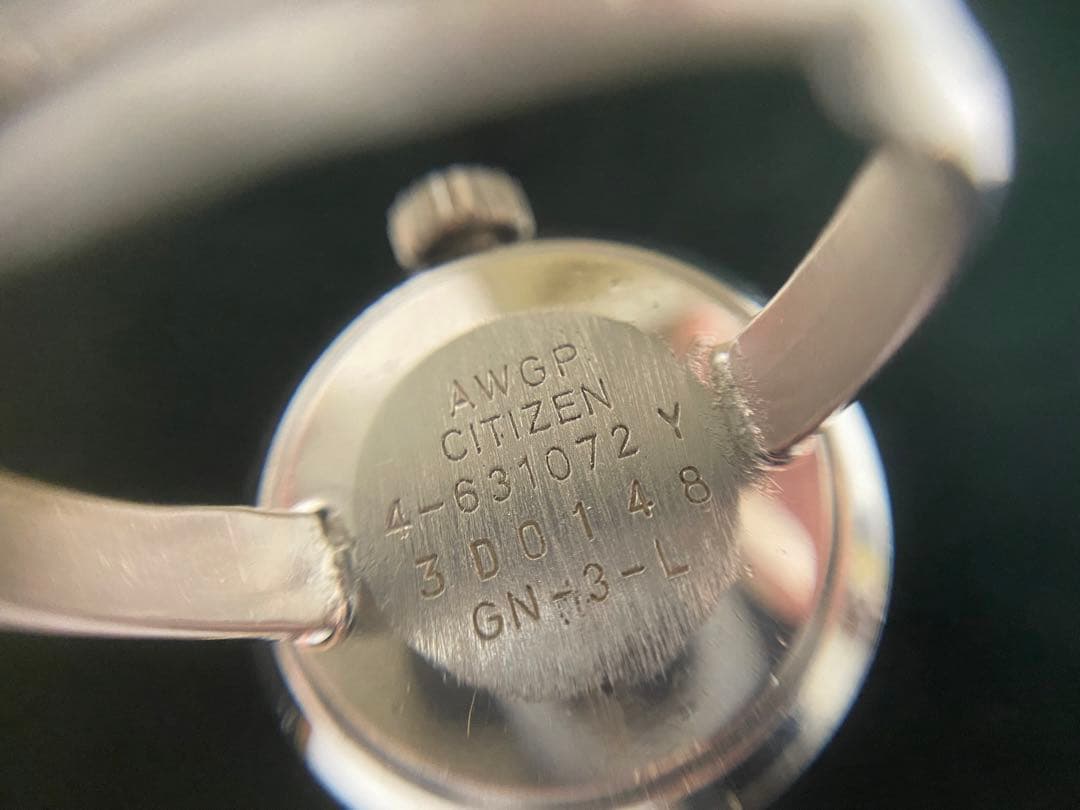 AWGP
CITIZEN
4-631072 Y
3D0148
GN-3-L